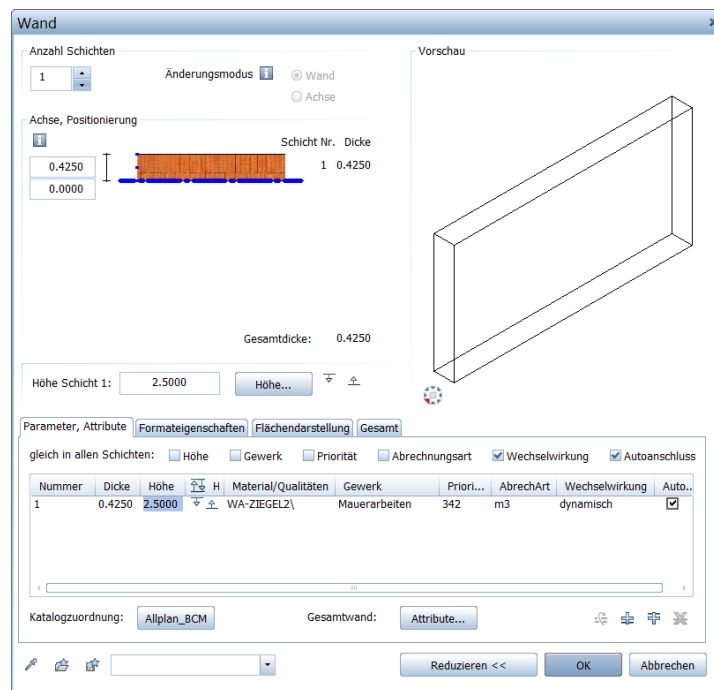 Wand
Anzahl Schichten
1
Änderungsmodus
Wand
Achse
Vorschau
Achse, Positionierung
Schicht Nr. Dicke
0.4250
1 0.4250
0.0000
Gesamtdicke: 0.4250
Höhe Schicht 1: 2.5000 Höhe...
Parameter, Attribute Formateigenschaften Flächendarstellung Gesamt
gleich in allen Schichten: Höhe Gewerk Priorität Abrechnungsart Wechselwirkung Autoanschluss
Nummer Dicke Höhe H Material/Qualitäten Gewerk Priori... AbrechArt Wechselwirkung Auto..
1 0.4250 2.5000 WA-ZIEGEL2\ Mauerarbeiten 342 m3 dynamisch
Katalogzuordnung: Allplan_BCM Gesamtwand: Attribute...
Reduzieren << OK Abbrechen